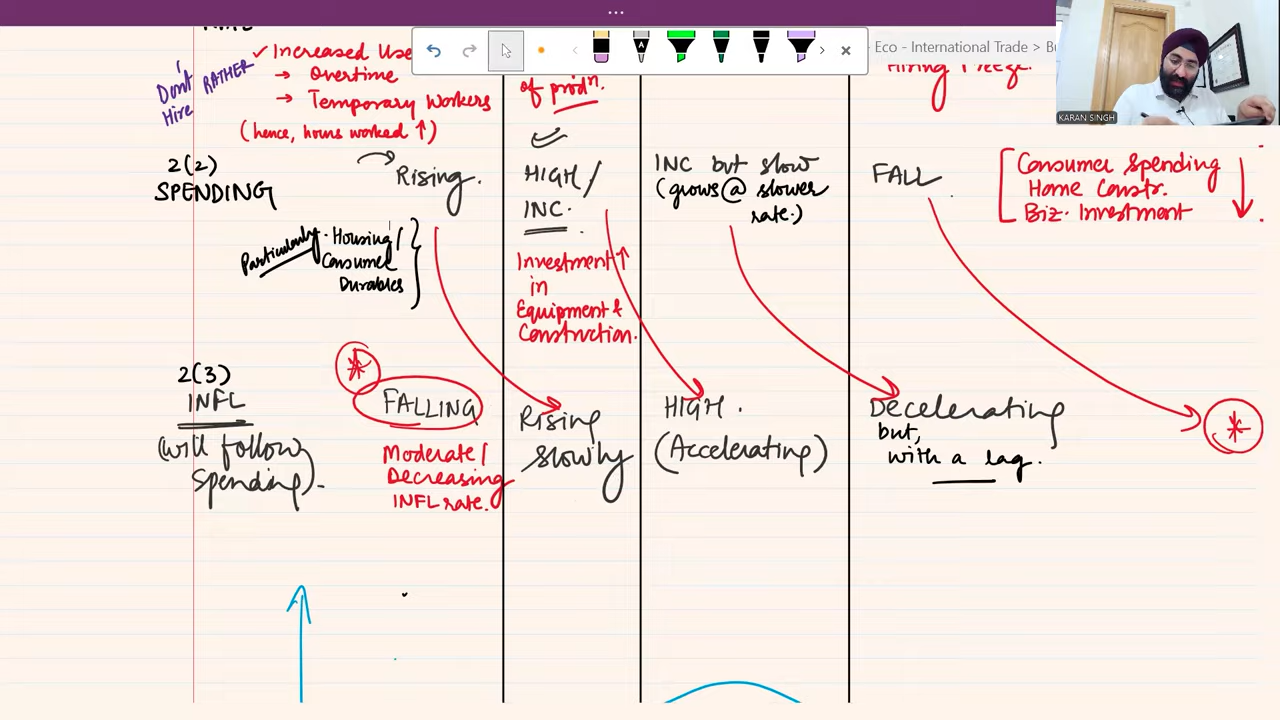 Eco - International Trade > Bu
KARAN SINGH
✓ Increased Use
→ Overtime
→ Temporary Workers
(hence, hours worked ↑)
Don't
Hire
RATHER
of prodⁿ.
Hiring Freeze.
2(2)
SPENDING
Rising.
Particularly
Housing/
Consumer
Durables
HIGH/
INC.
Investment ↑
in
Equipment &
Construction.
INC but slow
(grows @ slower
rate.)
FALL
Consumer Spending
Home Constr.
Biz. Investment
2(3)
INFL
(will follow
Spending).
FALLING
Moderate/
Decreasing
INFL rate.
Rising
slowly
HIGH.
(Accelerating)
Decelerating
but,
with a lag.